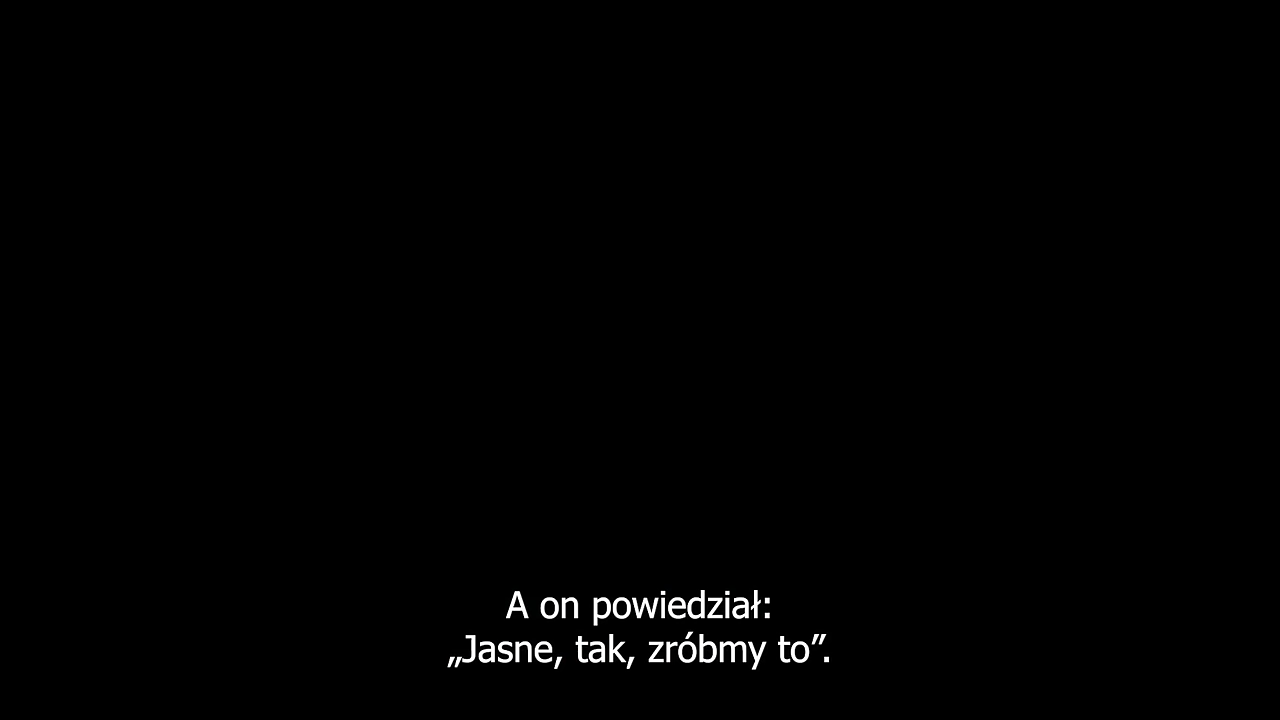 A on powiedział:
„Jasne, tak, zróbmy to”.